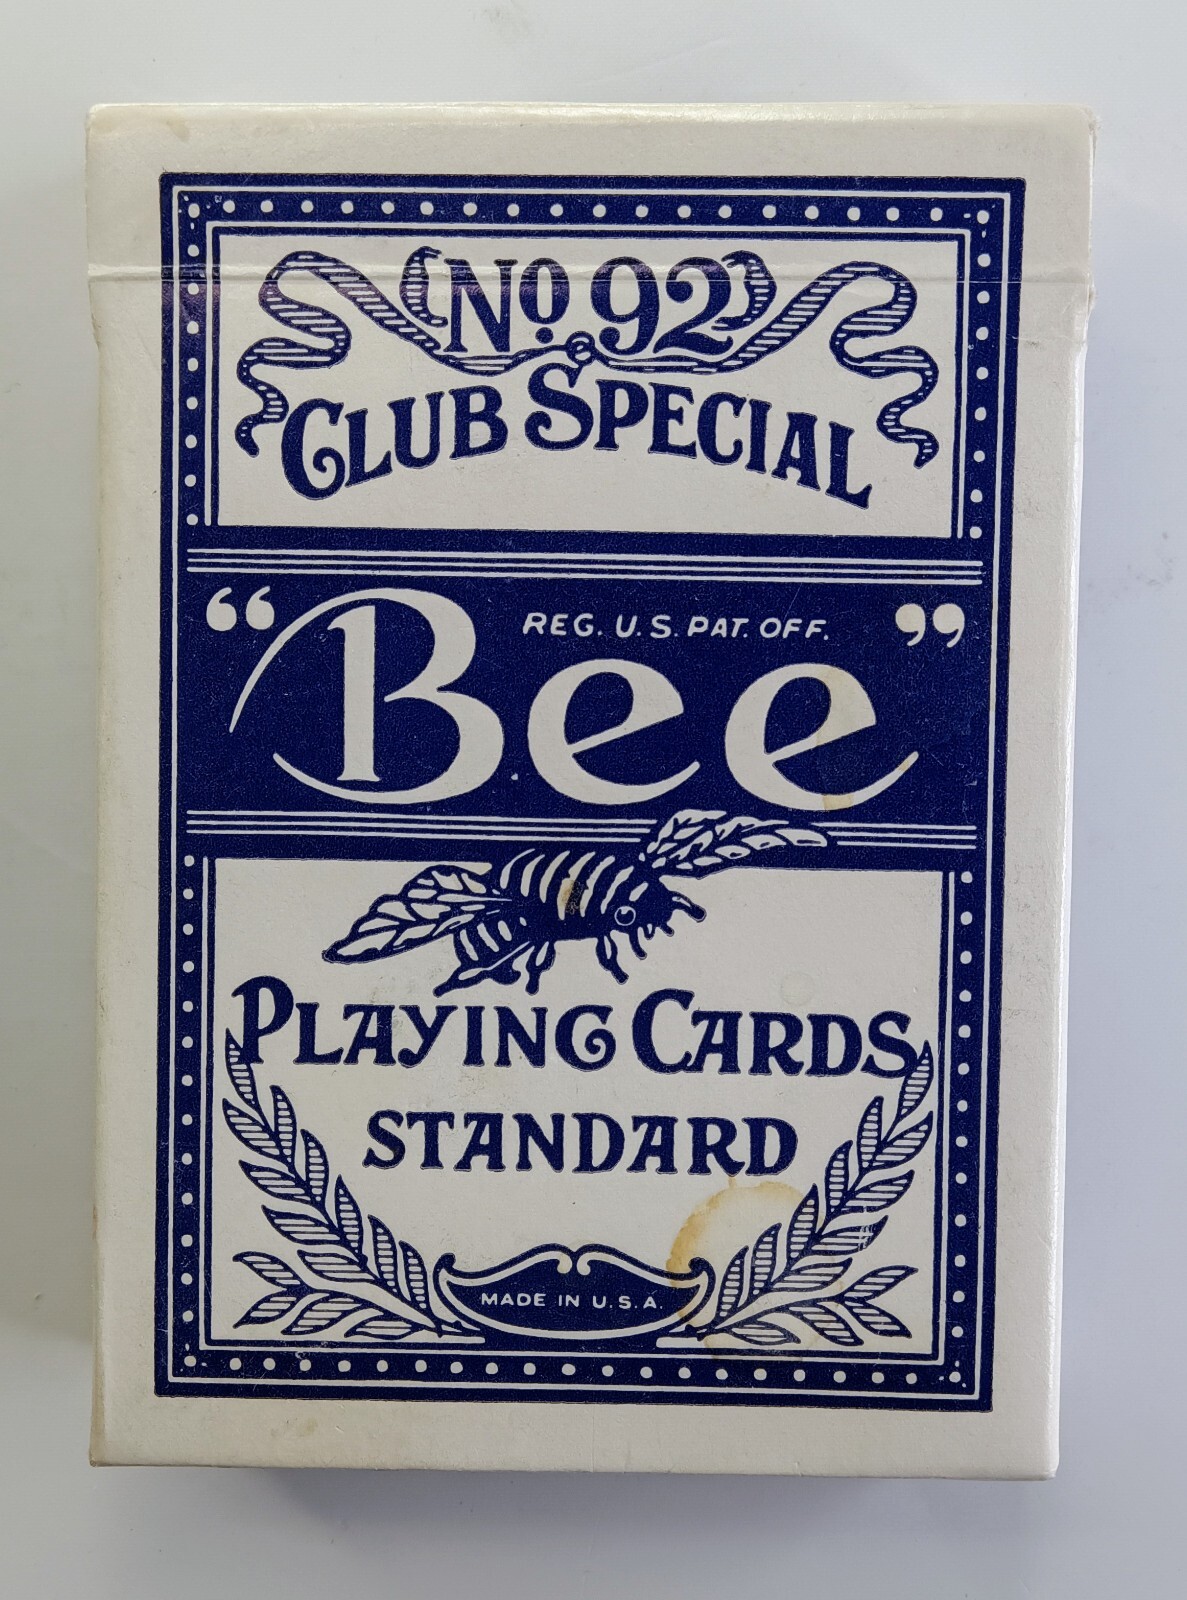 No 92
CLUB SPECIAL
“Bee”
REG. U.S. PAT. OFF.
PLAYING CARDS
STANDARD
MADE IN U.S.A.